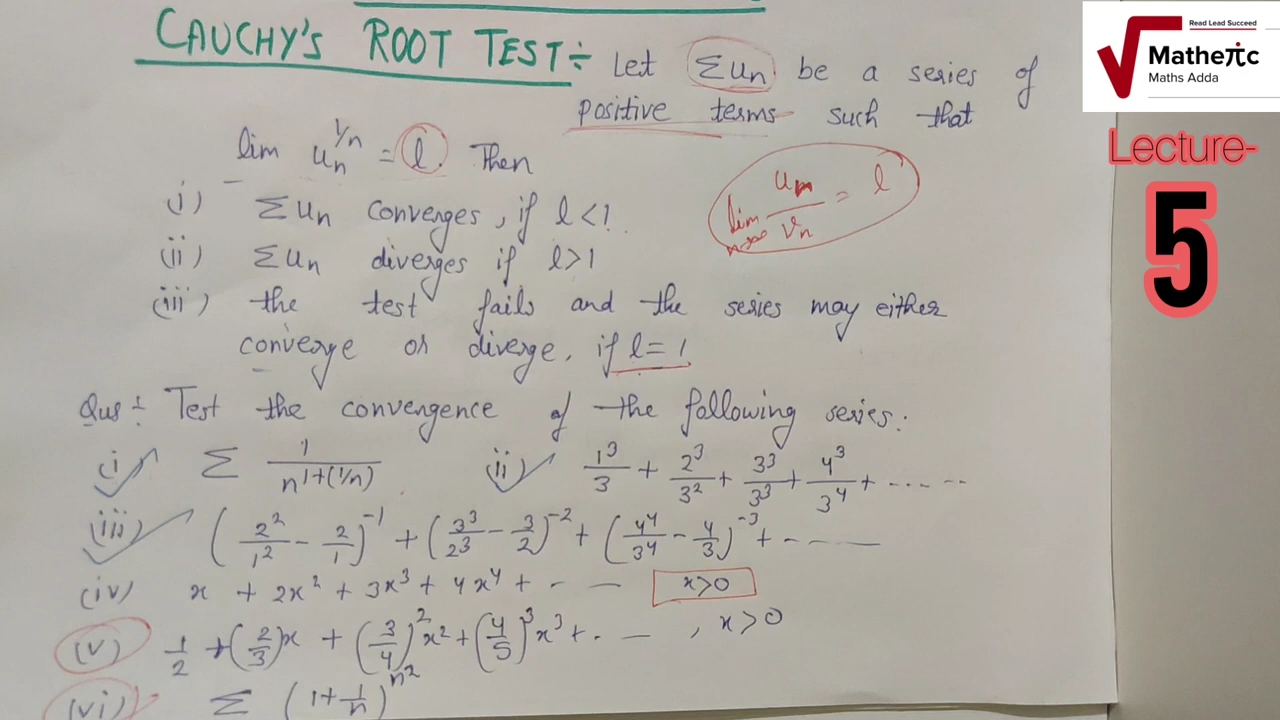 CAUCHY'S ROOT TEST÷ Let Σuₙ be a series of
positive terms such that
lim uₙ^(1/n) = l. Then
lim n→∞ uₙ/vₙ = l
(i) Σuₙ converges, if l<1.
(ii) Σuₙ diverges if l>1
(iii) the test fails and the series may either
converge or diverge, if l=1
Qus÷ Test the convergence of the following series:
(i) Σ 1/n^(1+(1/n)) (ii) 1³/3 + 2³/3² + 3³/3³ + 4³/3⁴ + ......
(iii) (2²/1² - 2/1)⁻¹ + (3³/2³ - 3/2)⁻² + (4⁴/3⁴ - 4/3)⁻³ + - - —
(iv) x + 2x² + 3x³ + 4x⁴ + - — x>0
(v) 1/2 + (2/3)x + (3/4)²x² + (4/5)³x³ + . — , x>0
(vi) Σ (1+1/n)^(n²)
Read Lead Succeed
Matheπc
Maths Adda
Lecture-
5